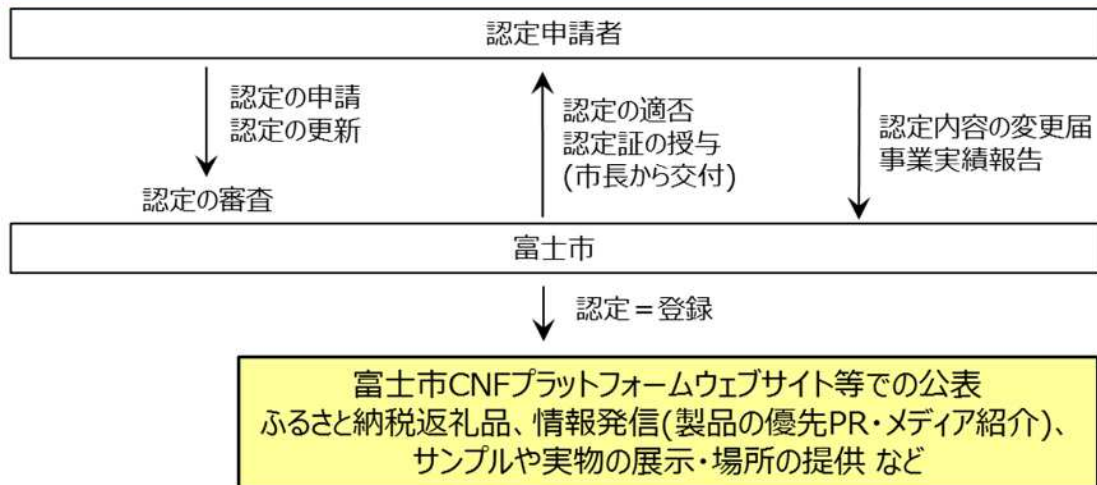 認定申請者
認定の申請
認定の更新
認定の審査
認定の適否
認定証の授与
(市長から交付)
認定内容の変更届
事業実績報告
富士市
認定＝登録
富士市CNFプラットフォームウェブサイト等での公表
ふるさと納税返礼品、情報発信(製品の優先PR・メディア紹介)、
サンプルや実物の展示・場所の提供 など